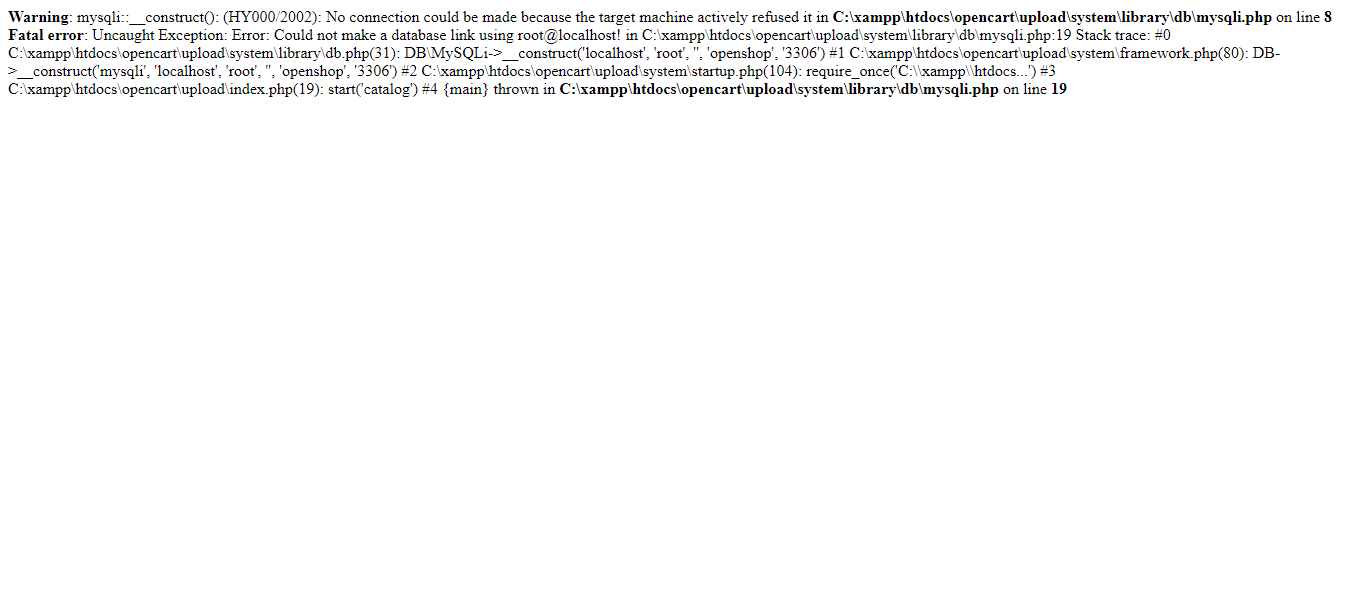 Warning: mysqli::__construct(): (HY000/2002): No connection could be made because the target machine actively refused it in C:\xampp\htdocs\opencart\upload\system\library\db\mysqli.php on line 8
Fatal error: Uncaught Exception: Error: Could not make a database link using root@localhost! in C:\xampp\htdocs\opencart\upload\system\library\db\mysqli.php:19 Stack trace: #0
C:\xampp\htdocs\opencart\upload\system\library\db.php(31): DB\MySQLi->__construct('localhost', 'root', '', 'openshop', '3306') #1 C:\xampp\htdocs\opencart\upload\system\framework.php(80): DB-
>__construct('mysqli', 'localhost', 'root', '', 'openshop', '3306') #2 C:\xampp\htdocs\opencart\upload\system\startup.php(104): require_once('C:\\xampp\\htdocs...') #3
C:\xampp\htdocs\opencart\upload\index.php(19): start('catalog') #4 {main} thrown in C:\xampp\htdocs\opencart\upload\system\library\db\mysqli.php on line 19